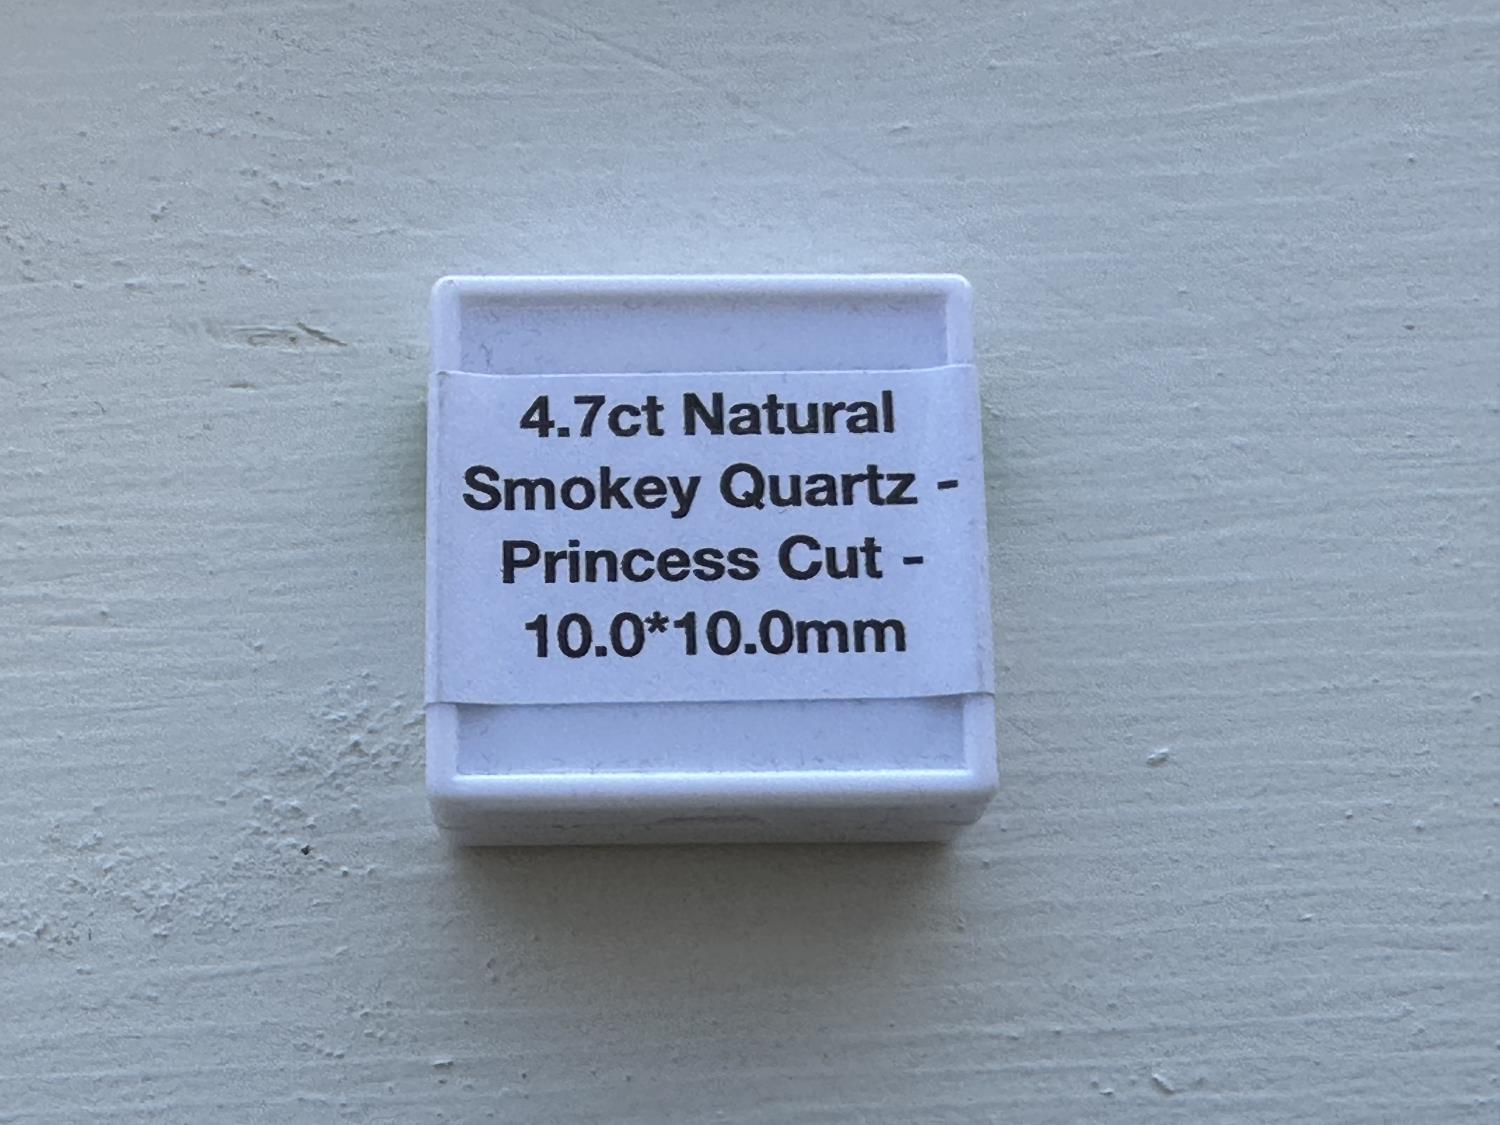 4.7ct Natural
Smokey Quartz -
Princess Cut -
10.0*10.0mm